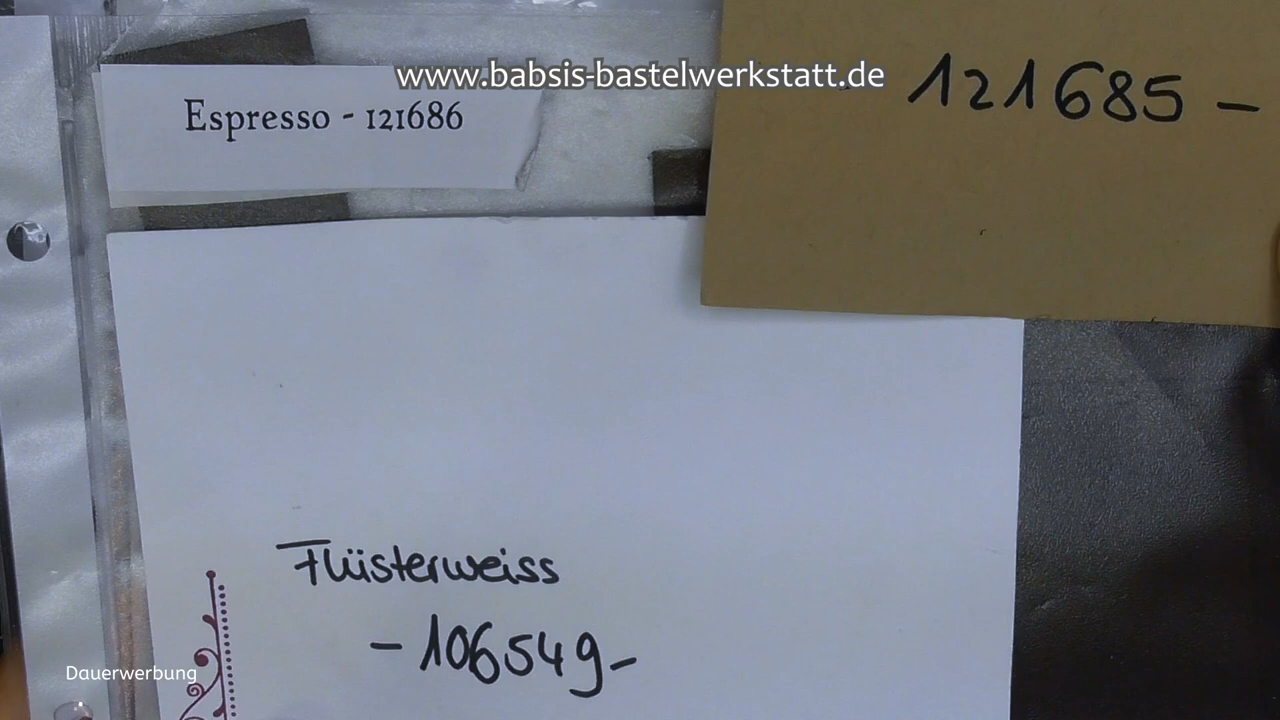 www.babsis-bastelwerkstatt.de
Espresso - 121686
121685 -
Flüsterweiss
- 106549 -
Dauerwerbung